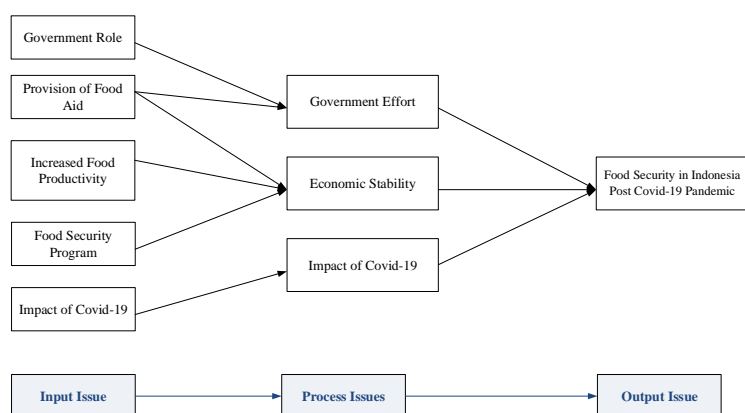 Government Role
Provision of Food
Aid
Increased Food
Productivity
Food Security
Program
Impact of Covid-19
Government Effort
Economic Stability
Impact of Covid-19
Food Security in Indonesia
Post Covid-19 Pandemic
Input Issue
Process Issues
Output Issue